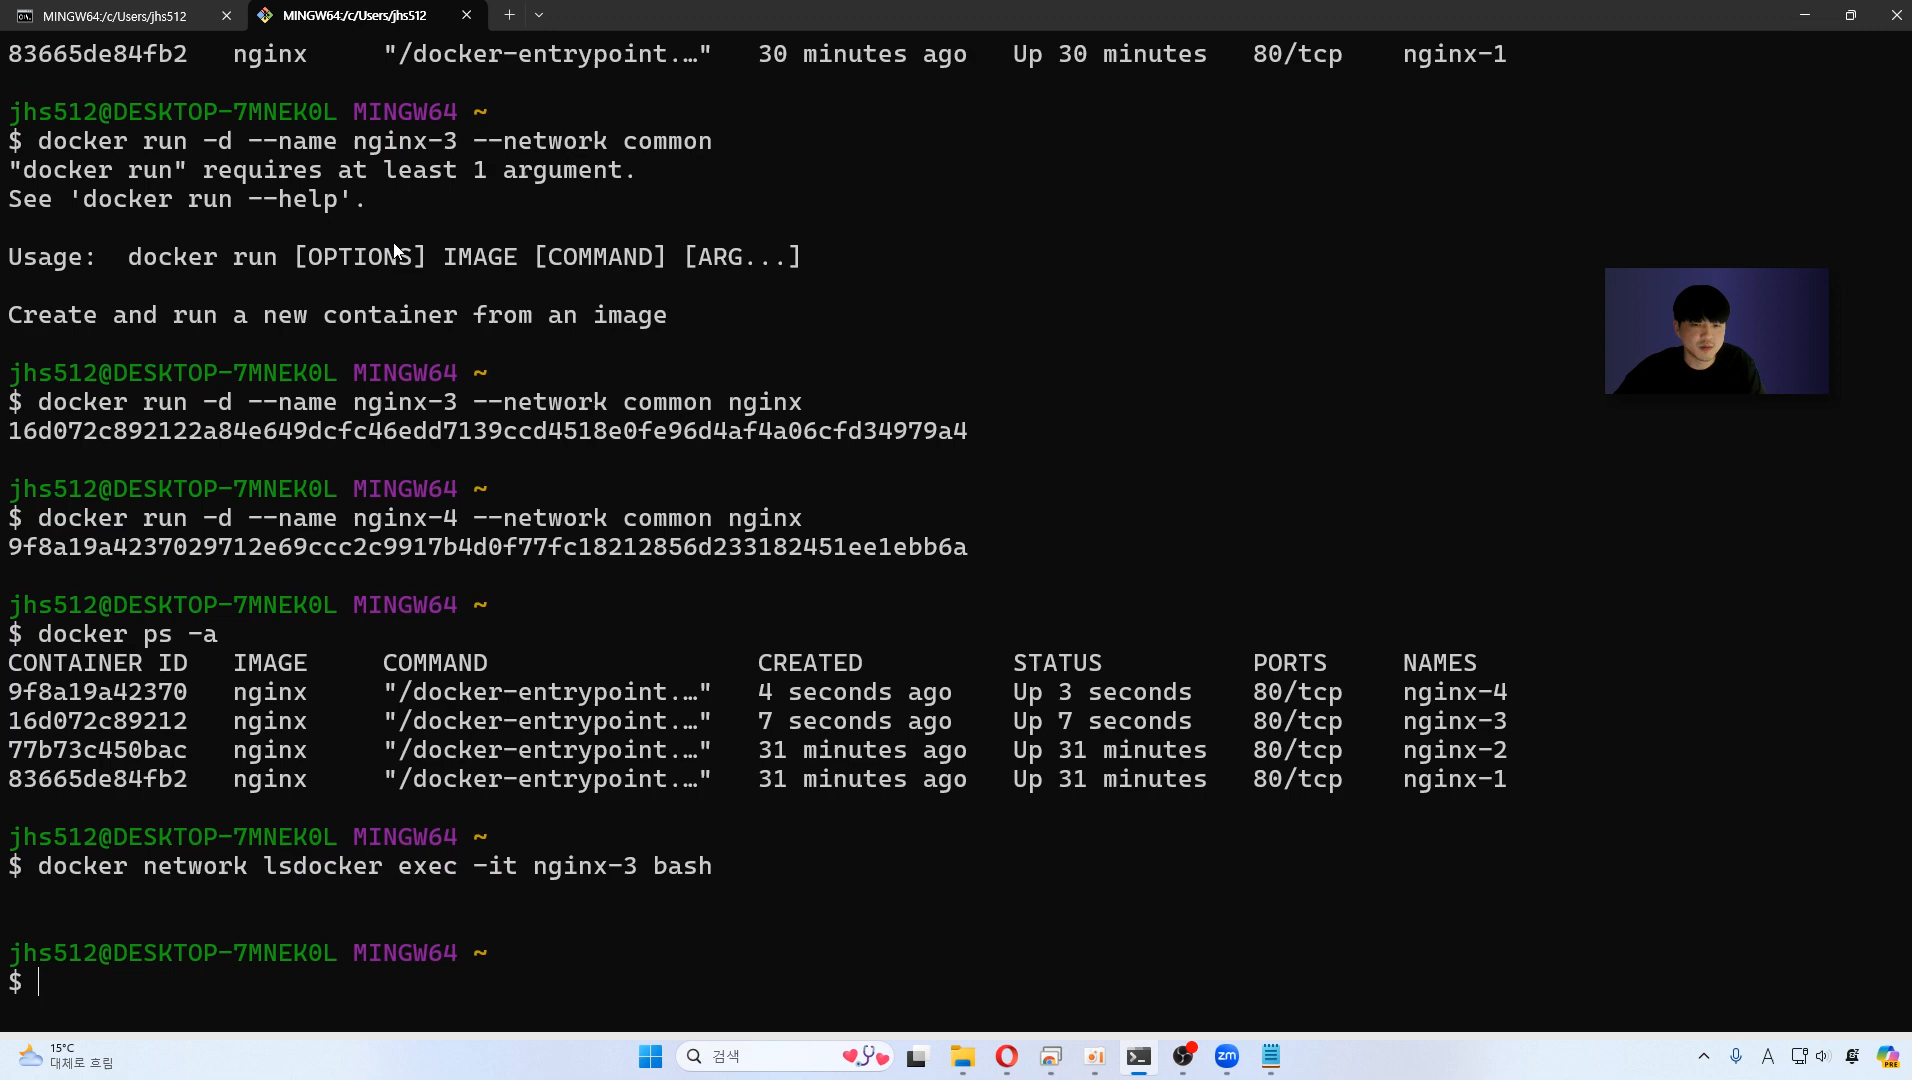 MINGW64:/c/Users/jhs512
MINGW64:/c/Users/jhs512
83665de84fb2 nginx "/docker-entrypoint.…" 30 minutes ago Up 30 minutes 80/tcp nginx-1
jhs512@DESKTOP-7MNEK0L MINGW64 ~
$ docker run -d --name nginx-3 --network common
"docker run" requires at least 1 argument.
See 'docker run --help'.
Usage: docker run [OPTIONS] IMAGE [COMMAND] [ARG...]
Create and run a new container from an image
jhs512@DESKTOP-7MNEK0L MINGW64 ~
$ docker run -d --name nginx-3 --network common nginx
16d072c892122a84e649dcfc46edd7139ccd4518e0fe96d4af4a06cfd34979a4
jhs512@DESKTOP-7MNEK0L MINGW64 ~
$ docker run -d --name nginx-4 --network common nginx
9f8a19a4237029712e69ccc2c9917b4d0f77fc18212856d233182451ee1ebb6a
jhs512@DESKTOP-7MNEK0L MINGW64 ~
$ docker ps -a
CONTAINER ID IMAGE COMMAND CREATED STATUS PORTS NAMES
9f8a19a42370 nginx "/docker-entrypoint.…" 4 seconds ago Up 3 seconds 80/tcp nginx-4
16d072c89212 nginx "/docker-entrypoint.…" 7 seconds ago Up 7 seconds 80/tcp nginx-3
77b73c450bac nginx "/docker-entrypoint.…" 31 minutes ago Up 31 minutes 80/tcp nginx-2
83665de84fb2 nginx "/docker-entrypoint.…" 31 minutes ago Up 31 minutes 80/tcp nginx-1
jhs512@DESKTOP-7MNEK0L MINGW64 ~
$ docker network lsdocker exec -it nginx-3 bash
jhs512@DESKTOP-7MNEK0L MINGW64 ~
$
15°C
대체로 흐림
검색
zm
A
PRE